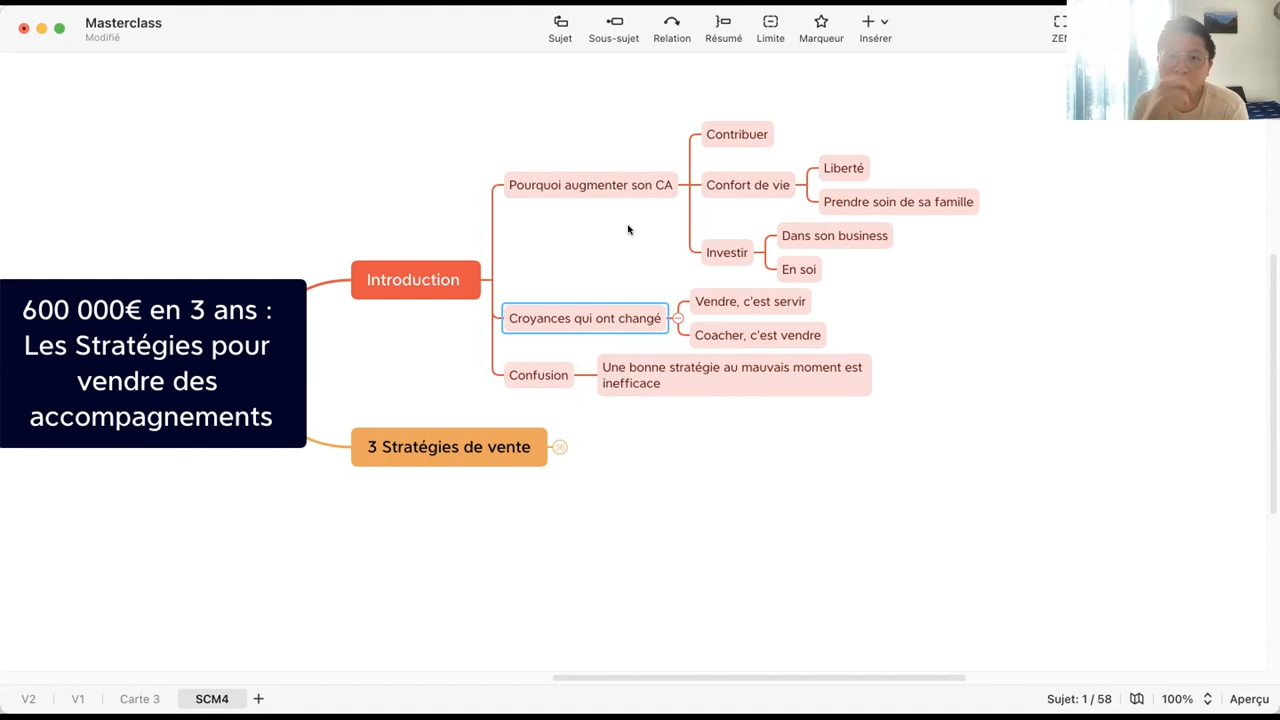 Masterclass
Modifié
Sujet
Sous-sujet
Relation
Résumé
Limite
Marqueur
Insérer
Contribuer
Pourquoi augmenter son CA
Confort de vie
Liberté
Prendre soin de sa famille
Investir
Dans son business
En soi
Introduction
Croyances qui ont changé
Vendre, c'est servir
Coacher, c'est vendre
Confusion
Une bonne stratégie au mauvais moment est
inefficace
600 000€ en 3 ans :
Les Stratégies pour
vendre des
accompagnements
3 Stratégies de vente
36
V2
V1
Carte 3
SCM4
Sujet: 1 / 58
100%
Aperçu